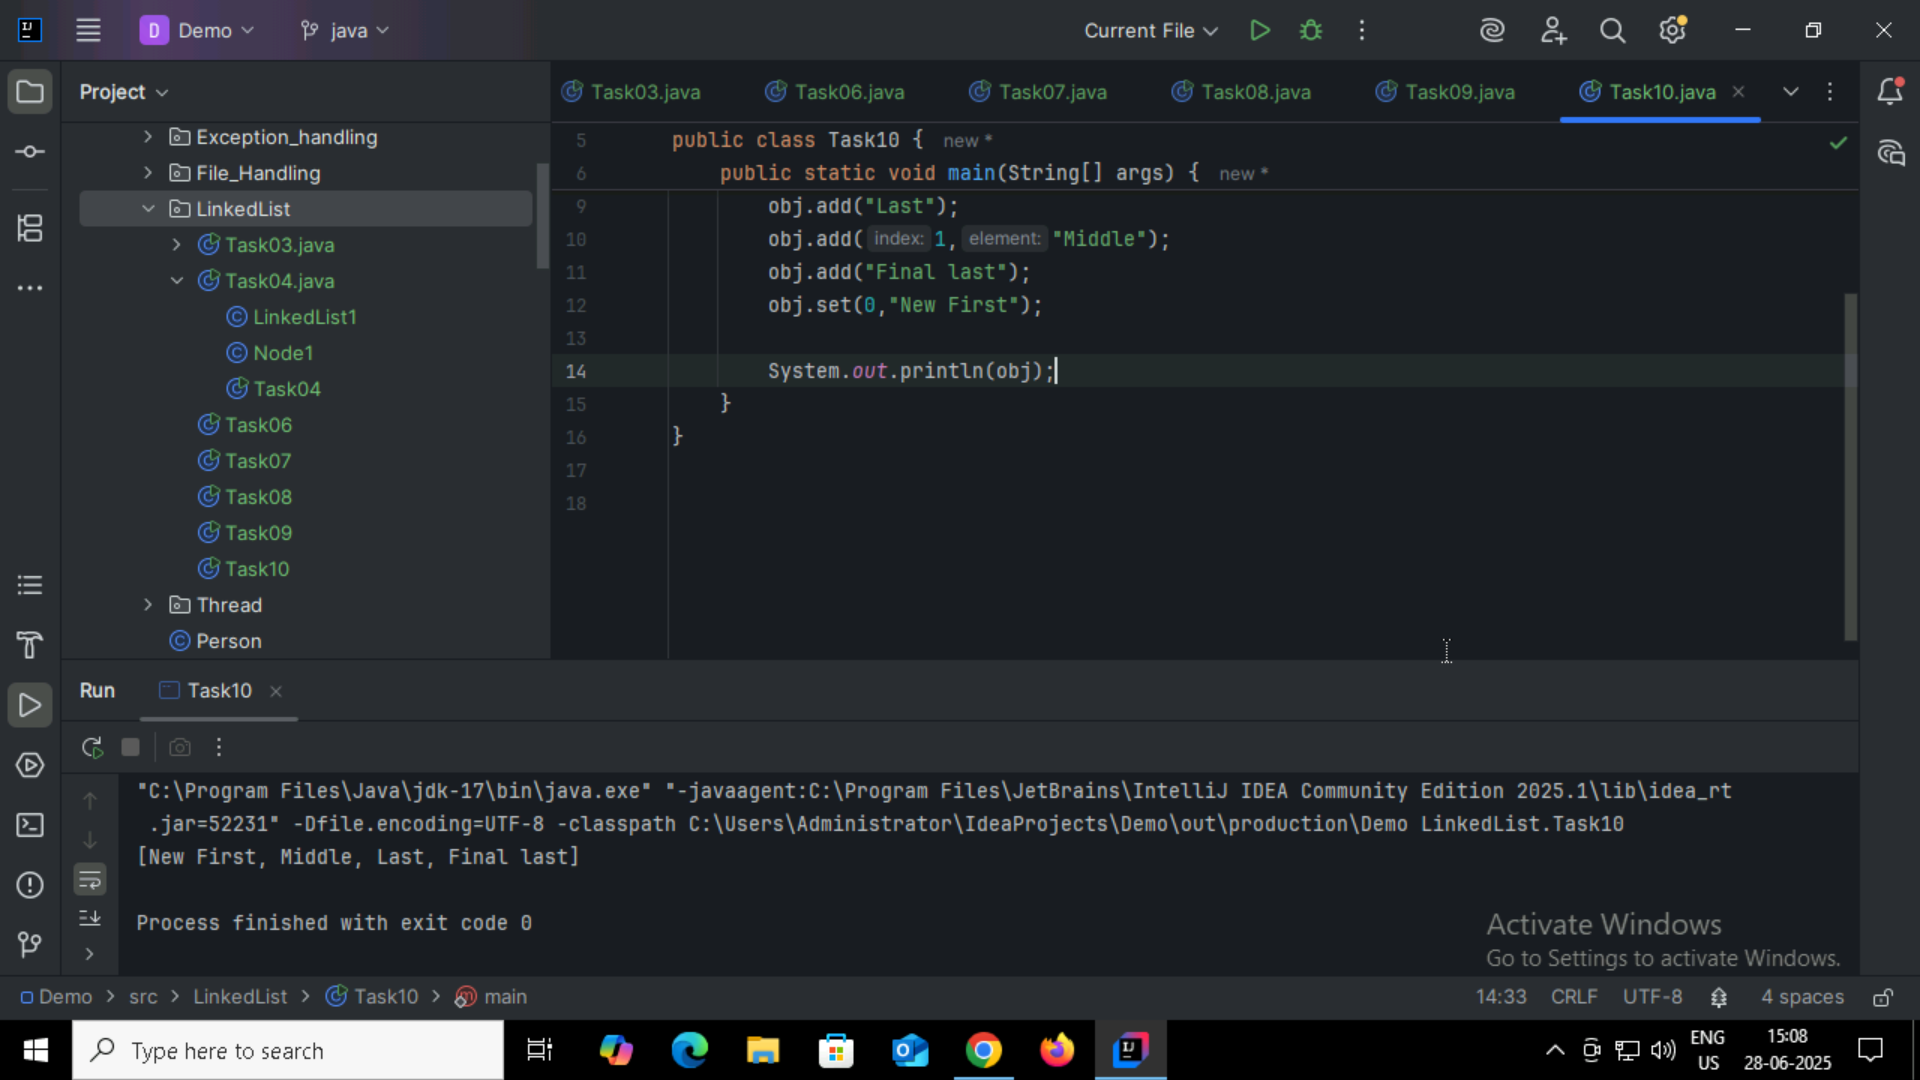 Demo
java
Current File
Project
Task03.java
Task06.java
Task07.java
Task08.java
Task09.java
Task10.java
Exception_handling
File_Handling
LinkedList
Task03.java
Task04.java
LinkedList1
Node1
Task04
Task06
Task07
Task08
Task09
Task10
Thread
Person
5 public class Task10 { new *
6 public static void main(String[] args) { new *
9 obj.add("Last");
10 obj.add( index: 1, element: "Middle");
11 obj.add("Final last");
12 obj.set(0,"New First");
13
14 System.out.println(obj);
15 }
16 }
17
18
Run
Task10
"C:\Program Files\Java\jdk-17\bin\java.exe" "-javaagent:C:\Program Files\JetBrains\IntelliJ IDEA Community Edition 2025.1\lib\idea_rt
.jar=52231" -Dfile.encoding=UTF-8 -classpath C:\Users\Administrator\IdeaProjects\Demo\out\production\Demo LinkedList.Task10
[New First, Middle, Last, Final last]
Process finished with exit code 0
Activate Windows
Go to Settings to activate Windows.
Demo > src > LinkedList > Task10 > main
14:33 CRLF UTF-8 4 spaces
Type here to search
ENG
US
15:08
28-06-2025